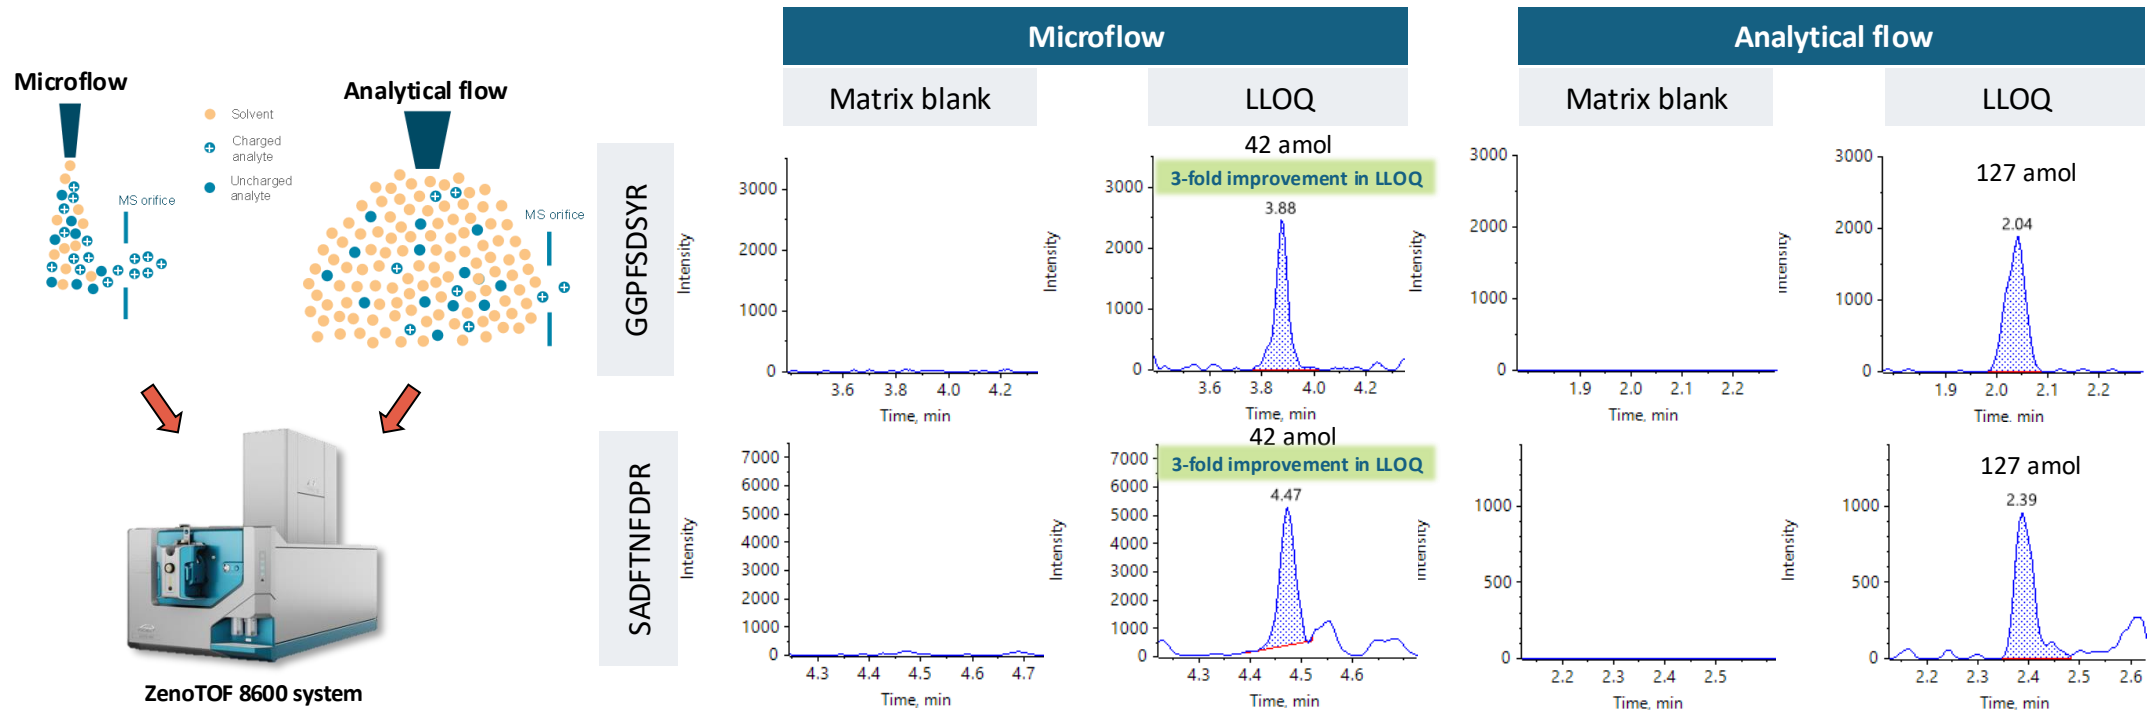 Microflow
Analytical flow
Solvent
Charged
analyte
Uncharged
analyte
MS orifice
MS orifice
ZenoTOF 8600 system
Microflow
Analytical flow
Matrix blank
LLOQ
Matrix blank
LLOQ
GGPFSDSYR
Intensity
3000
2000
1000
0
3.6
3.8
4.0
4.2
Time, min
42 amol
3-fold improvement in LLOQ
3.88
Intensity
3000
2000
1000
0
3.6
3.8
4.0
4.2
Time, min
Intensity
3000
2000
1000
0
1.9
2.0
2.1
2.2
Time, min
127 amol
2.04
Intensity
3000
2000
1000
0
1.9
2.0
2.1
2.2
Time, min
SADFTNFDPR
Intensity
7000
6000
5000
4000
3000
2000
1000
0
4.3
4.4
4.5
4.6
4.7
Time, min
42 amol
3-fold improvement in LLOQ
4.47
Intensity
7000
6000
5000
4000
3000
2000
1000
0
4.3
4.4
4.5
4.6
Time, min
Intensity
1000
500
0
2.2
2.3
2.4
2.5
Time, min
127 amol
2.39
Intensity
1000
500
0
2.2
2.3
2.4
2.5
2.6
Time, min